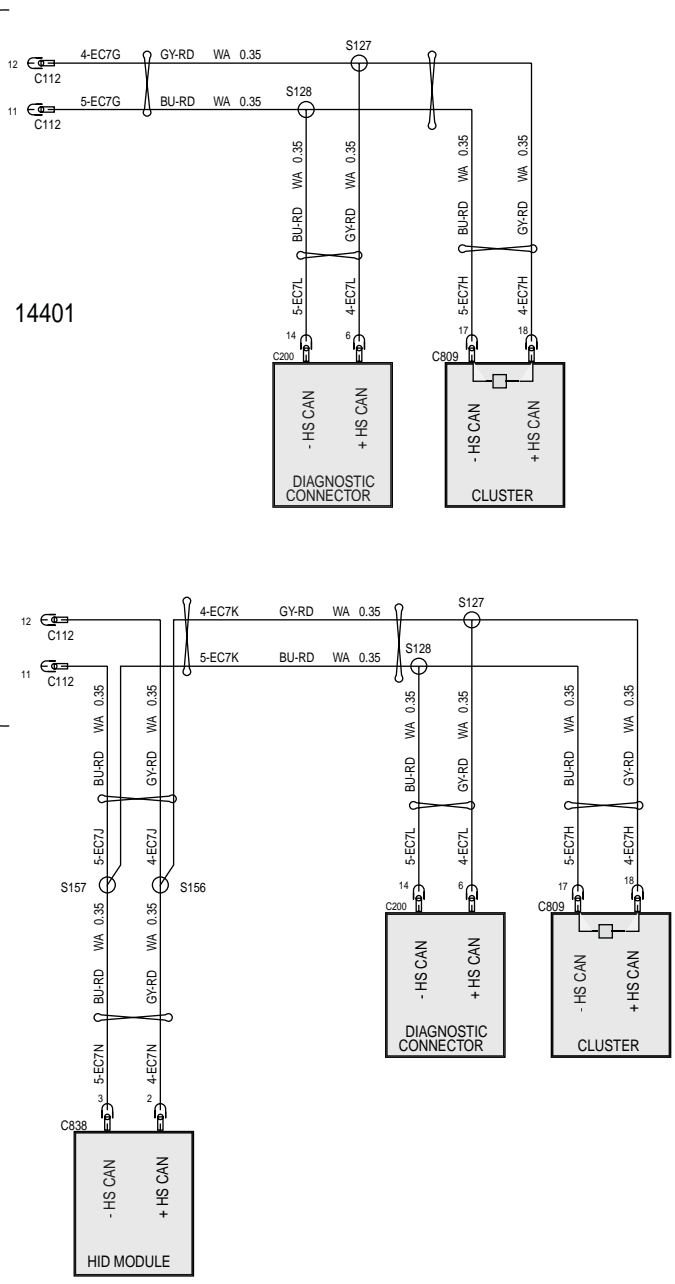 S127
12 4-EC7G GY-RD WA 0.35
C112
S128
11 5-EC7G BU-RD WA 0.35
C112
5-EC7L BU-RD WA 0.35
4-EC7L GY-RD WA 0.35
5-EC7H BU-RD WA 0.35
4-EC7H GY-RD WA 0.35
14401
14 6 17 18
C200 C809
- HS CAN
+ HS CAN
- HS CAN
+ HS CAN
DIAGNOSTIC
CONNECTOR
CLUSTER
S127
12 4-EC7K GY-RD WA 0.35
C112
S128
11 5-EC7K BU-RD WA 0.35
C112
5-EC7J BU-RD WA 0.35
4-EC7J GY-RD WA 0.35
5-EC7L BU-RD WA 0.35
4-EC7L GY-RD WA 0.35
5-EC7H BU-RD WA 0.35
4-EC7H GY-RD WA 0.35
S157 S156
14 6 17 18
C200 C809
- HS CAN
+ HS CAN
- HS CAN
+ HS CAN
DIAGNOSTIC
CONNECTOR
CLUSTER
5-EC7N BU-RD WA 0.35
4-EC7N GY-RD WA 0.35
3 2
C838
- HS CAN
+ HS CAN
HID MODULE